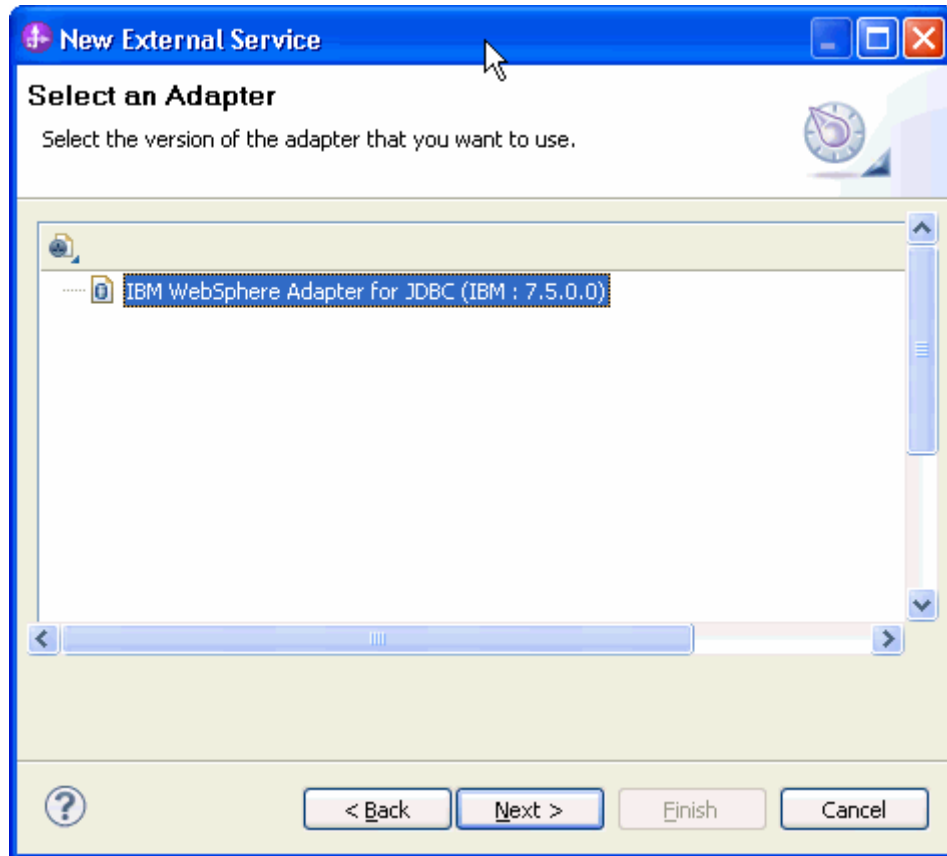 New External Service
Select an Adapter
Select the version of the adapter that you want to use.
IBM WebSphere Adapter for JDBC (IBM : 7.5.0.0)
?
< Back
Next >
Finish
Cancel